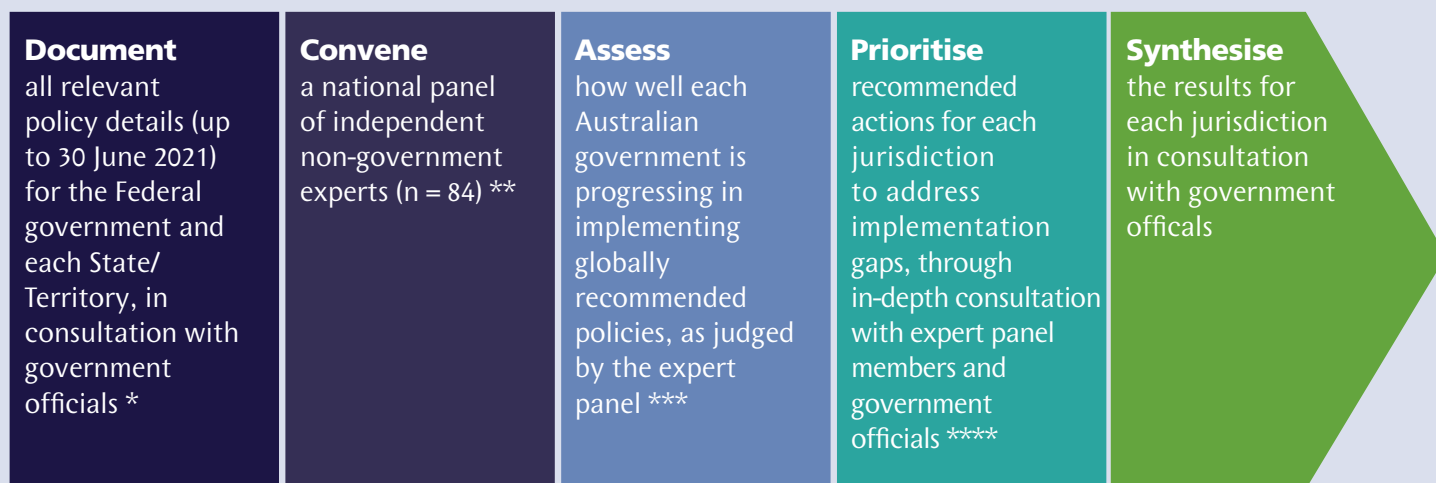 Document
all relevant
policy details (up
to 30 June 2021)
for the Federal
government and
each State/
Territory, in
consultation with
government
officials *
Convene
a national panel
of independent
non-government
experts (n = 84) **
Assess
how well each
Australian
government is
progressing in
implementing
globally
recommended
policies, as judged
by the expert
panel ***
Prioritise
recommended
actions for each
jurisdiction
to address
implementation
gaps, through
in-depth consultation
with expert panel
members and
government
officials ****
Synthesise
the results for
each jurisdiction
in consultation
with government
officals